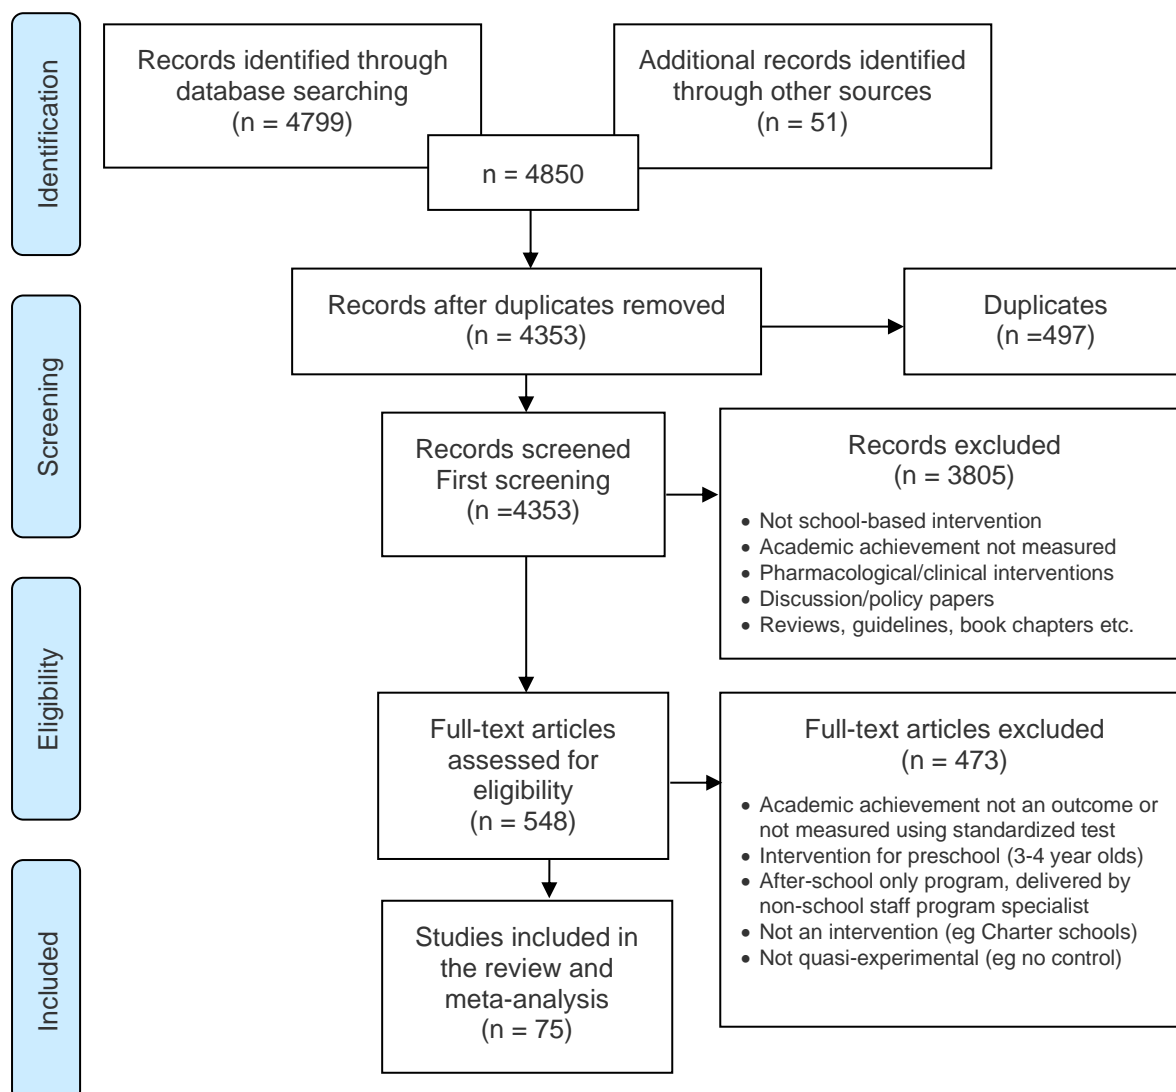 Identification
Records identified through
database searching
(n = 4799)
Additional records identified
through other sources
(n = 51)
n = 4850
Screening
Records after duplicates removed
(n = 4353)
Duplicates
(n =497)
Records screened
First screening
(n =4353)
Records excluded
(n = 3805)
• Not school-based intervention
• Academic achievement not measured
• Pharmacological/clinical interventions
• Discussion/policy papers
• Reviews, guidelines, book chapters etc.
Eligibility
Full-text articles
assessed for
eligibility
(n = 548)
Full-text articles excluded
(n = 473)
• Academic achievement not an outcome or
not measured using standardized test
• Intervention for preschool (3-4 year olds)
• After-school only program, delivered by
non-school staff program specialist
• Not an intervention (eg Charter schools)
• Not quasi-experimental (eg no control)
Included
Studies included in
the review and
meta-analysis
(n = 75)